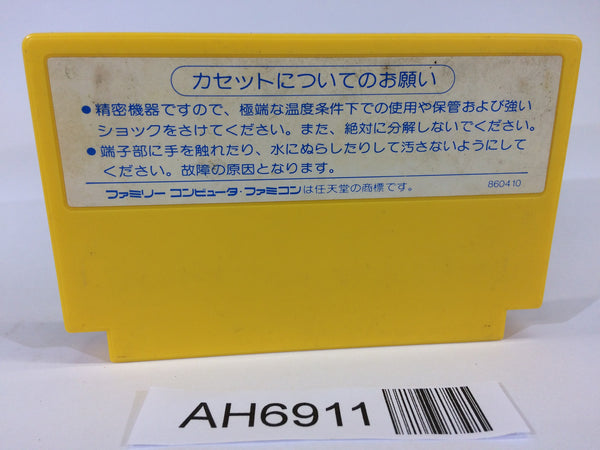 カセットについてのお願い
●精密機器ですので、極端な温度条件下での使用や保管および強い
ショックをさけてください。また、絶対に分解しないでください。
●端子部に手を触れたり、水にぬらしたりして汚さないようにして
ください。故障の原因となります。
ファミリーコンピュータ・ファミコンは任天堂の商標です。 860410
AH6911